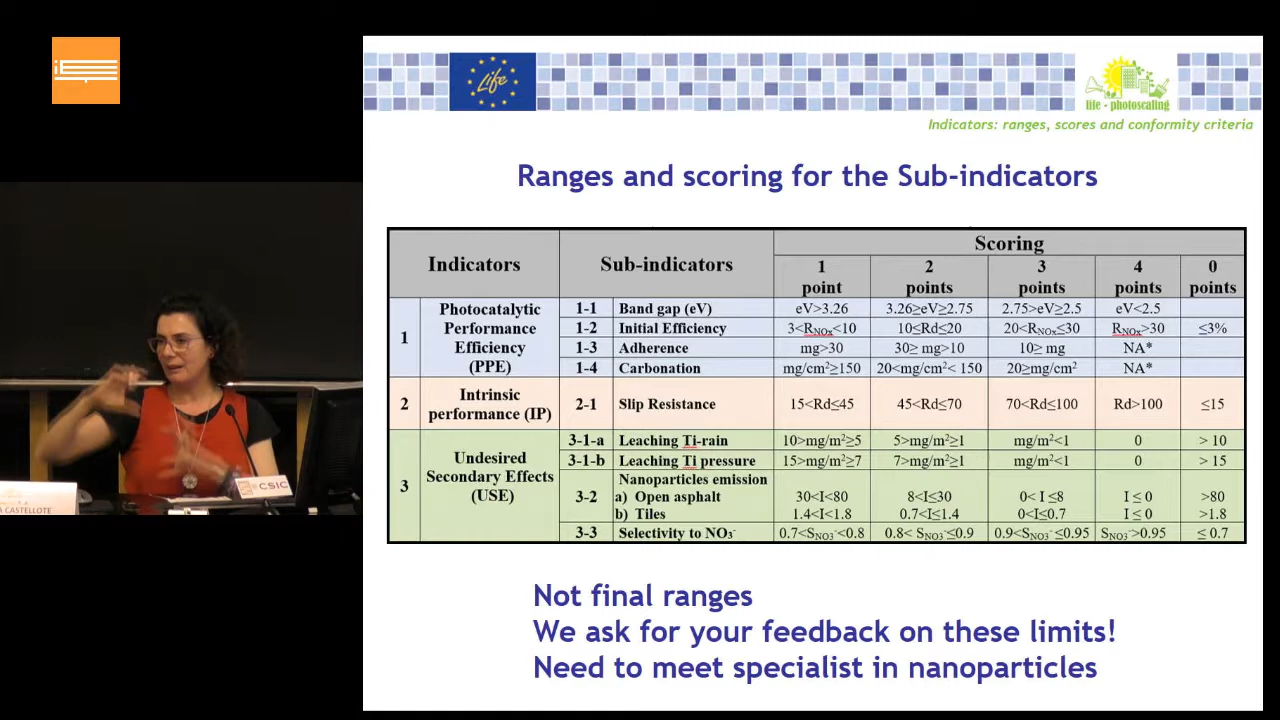 Life
life - photoscaling
Indicators: ranges, scores and conformity criteria
Ranges and scoring for the Sub-indicators
Indicators Sub-indicators Scoring
1 point 2 points 3 points 4 points 0 points
1 Photocatalytic Performance Efficiency (PPE)
1-1 Band gap (eV) eV>3.26 3.26≥eV≥2.75 2.75>eV≥2.5 eV<2.5
1-2 Initial Efficiency 3<RNOx<10 10≤Rd≤20 20<RNOx≤30 RNOx>30 ≤3%
1-3 Adherence mg>30 30≥ mg>10 10≥ mg NA*
1-4 Carbonation mg/cm²≥150 20<mg/cm²< 150 20≥mg/cm² NA*
2 Intrinsic performance (IP) 2-1 Slip Resistance 15<Rd≤45 45<Rd≤70 70<Rd≤100 Rd>100 ≤15
3 Undesired Secondary Effects (USE)
3-1-a Leaching Ti-rain 10>mg/m²≥5 5>mg/m²≥1 mg/m²<1 0 > 10
3-1-b Leaching Ti pressure 15>mg/m²≥7 7>mg/m²≥1 mg/m²<1 0 > 15
3-2 Nanoparticles emission
a) Open asphalt 30<I<80 8<I≤30 0< I ≤8 I ≤ 0 >80
b) Tiles 1.4<I<1.8 0.7<I≤1.4 0<I≤0.7 I ≤ 0 >1.8
3-3 Selectivity to NO₃⁻ 0.7<SNO₃⁻<0.8 0.8< SNO₃⁻≤0.9 0.9<SNO₃⁻ ≤0.95 SNO₃⁻>0.95 ≤ 0.7
Not final ranges
We ask for your feedback on these limits!
Need to meet specialist in nanoparticles
CSIC
A CASTELLOTE